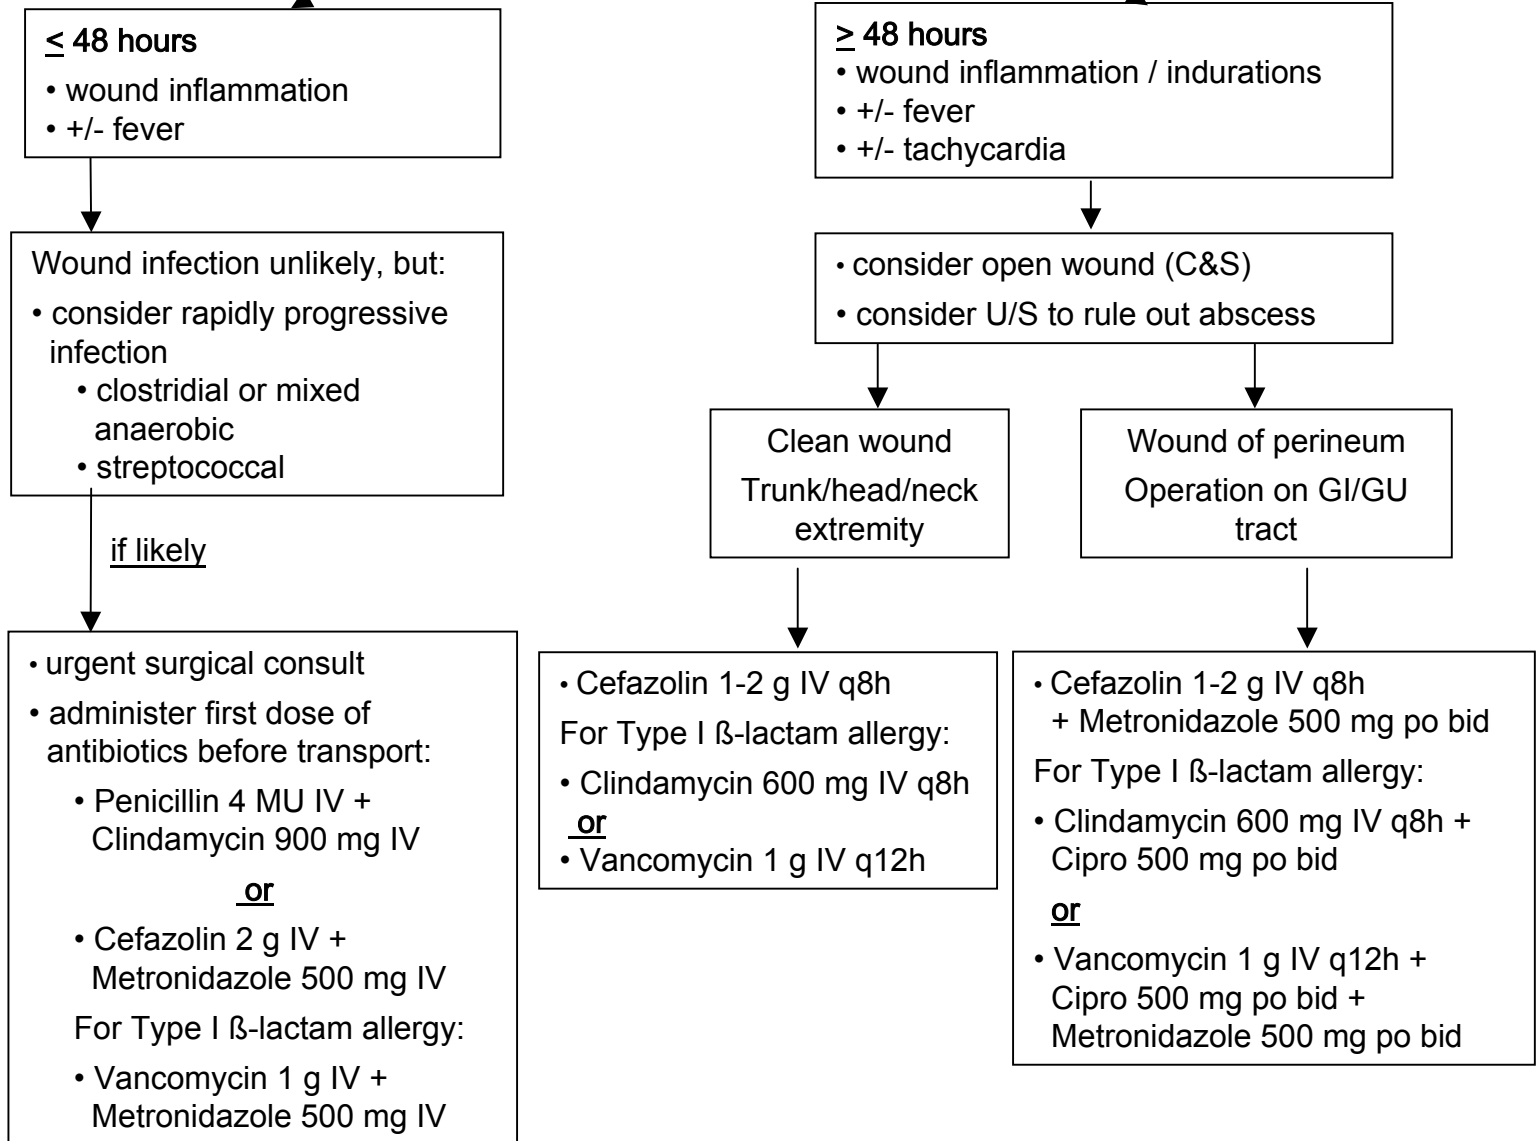 ≤ 48 hours
• wound inflammation
• +/- fever
≥ 48 hours
• wound inflammation / indurations
• +/- fever
• +/- tachycardia
Wound infection unlikely, but:
• consider rapidly progressive
infection
• clostridial or mixed
anaerobic
• streptococcal
• consider open wound (C&S)
• consider U/S to rule out abscess
Clean wound
Trunk/head/neck
extremity
Wound of perineum
Operation on GI/GU
tract
if likely
• urgent surgical consult
• administer first dose of
antibiotics before transport:
• Penicillin 4 MU IV +
Clindamycin 900 mg IV
or
• Cefazolin 2 g IV +
Metronidazole 500 mg IV
For Type I ß-lactam allergy:
• Vancomycin 1 g IV +
Metronidazole 500 mg IV
• Cefazolin 1-2 g IV q8h
For Type I ß-lactam allergy:
• Clindamycin 600 mg IV q8h
or
• Vancomycin 1 g IV q12h
• Cefazolin 1-2 g IV q8h
+ Metronidazole 500 mg po bid
For Type I ß-lactam allergy:
• Clindamycin 600 mg IV q8h +
Cipro 500 mg po bid
or
• Vancomycin 1 g IV q12h +
Cipro 500 mg po bid +
Metronidazole 500 mg po bid